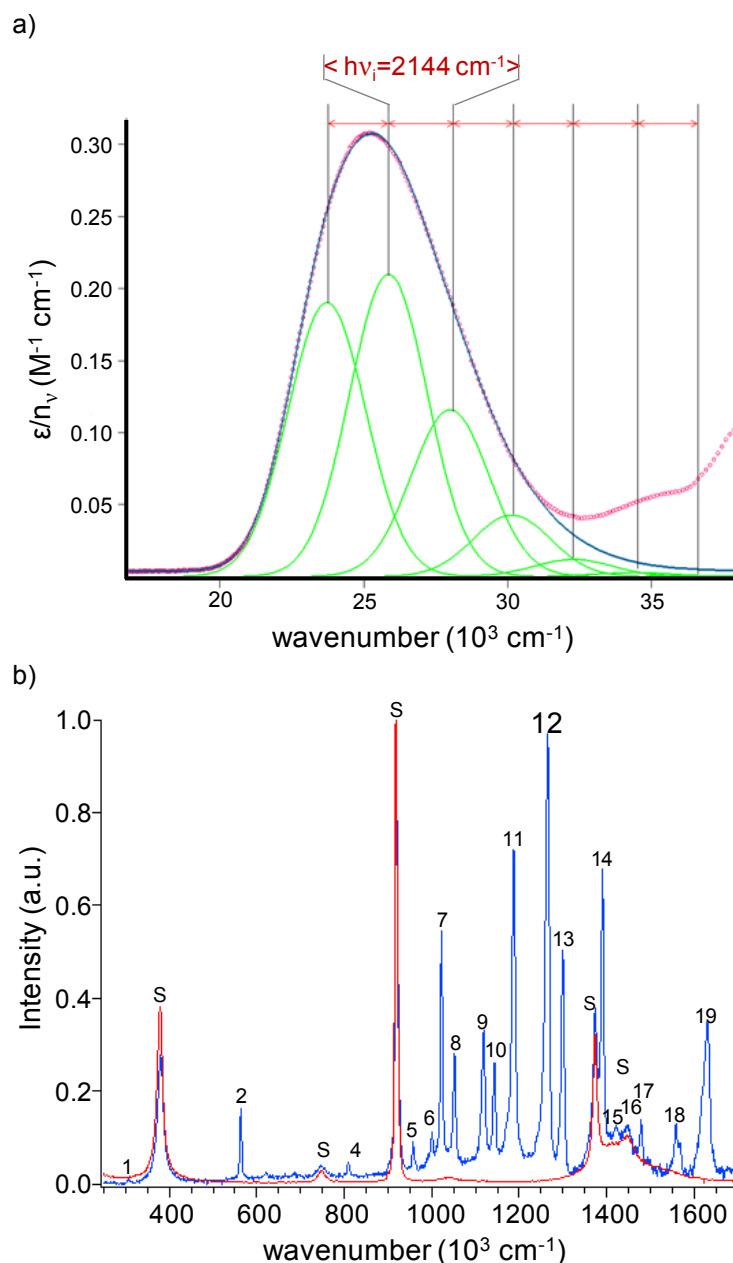 a)
< hνᵢ=2144 cm⁻¹>
0.30
0.25
0.20
0.15
0.10
0.05
ε/nᵥ (M⁻¹ cm⁻¹)
20 25 30 35
wavenumber (10³ cm⁻¹)
b)
1.0
0.8
0.6
0.4
0.2
0.0
Intensity (a.u.)
S
12
11
14
7
13
S
S
9
19
8
10
S
2
17
16
15
18
6
5
S
4
1
400 600 800 1000 1200 1400 1600
wavenumber (10³ cm⁻¹)